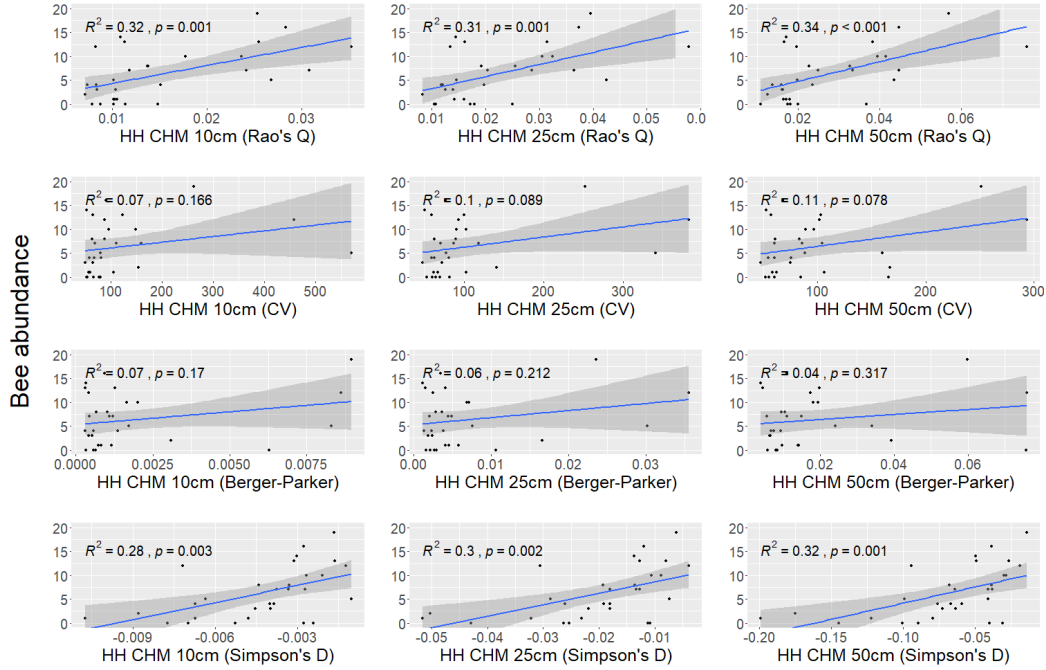 Bee abundance
20
R² = 0.32 , p = 0.001
15
10
5
0
0.01 0.02 0.03
HH CHM 10cm (Rao's Q)
20
R² = 0.31 , p = 0.001
15
10
5
0
0.01 0.02 0.03 0.04 0.05 0.0
HH CHM 25cm (Rao's Q)
20
R² = 0.34 , p < 0.001
15
10
5
0
0.02 0.04 0.06
HH CHM 50cm (Rao's Q)
20
R² = 0.07 , p = 0.166
15
10
5
0
100 200 300 400 500
HH CHM 10cm (CV)
20
R² = 0.1 , p = 0.089
15
10
5
0
100 200 300
HH CHM 25cm (CV)
20
R² = 0.11 , p = 0.078
15
10
5
0
100 200 300
HH CHM 50cm (CV)
20
R² = 0.07 , p = 0.17
15
10
5
0
0.0000 0.0025 0.0050 0.0075
HH CHM 10cm (Berger-Parker)
20
R² = 0.06 , p = 0.212
15
10
5
0
0.00 0.01 0.02 0.03
HH CHM 25cm (Berger-Parker)
20
R² = 0.04 , p = 0.317
15
10
5
0
0.02 0.04 0.06
HH CHM 50cm (Berger-Parker)
20
R² = 0.28 , p = 0.003
15
10
5
0
-0.009 -0.006 -0.003
HH CHM 10cm (Simpson's D)
20
R² = 0.3 , p = 0.002
15
10
5
0
-0.05 -0.04 -0.03 -0.02 -0.01
HH CHM 25cm (Simpson's D)
20
R² = 0.32 , p = 0.001
15
10
5
0
-0.20 -0.15 -0.10 -0.05
HH CHM 50cm (Simpson's D)